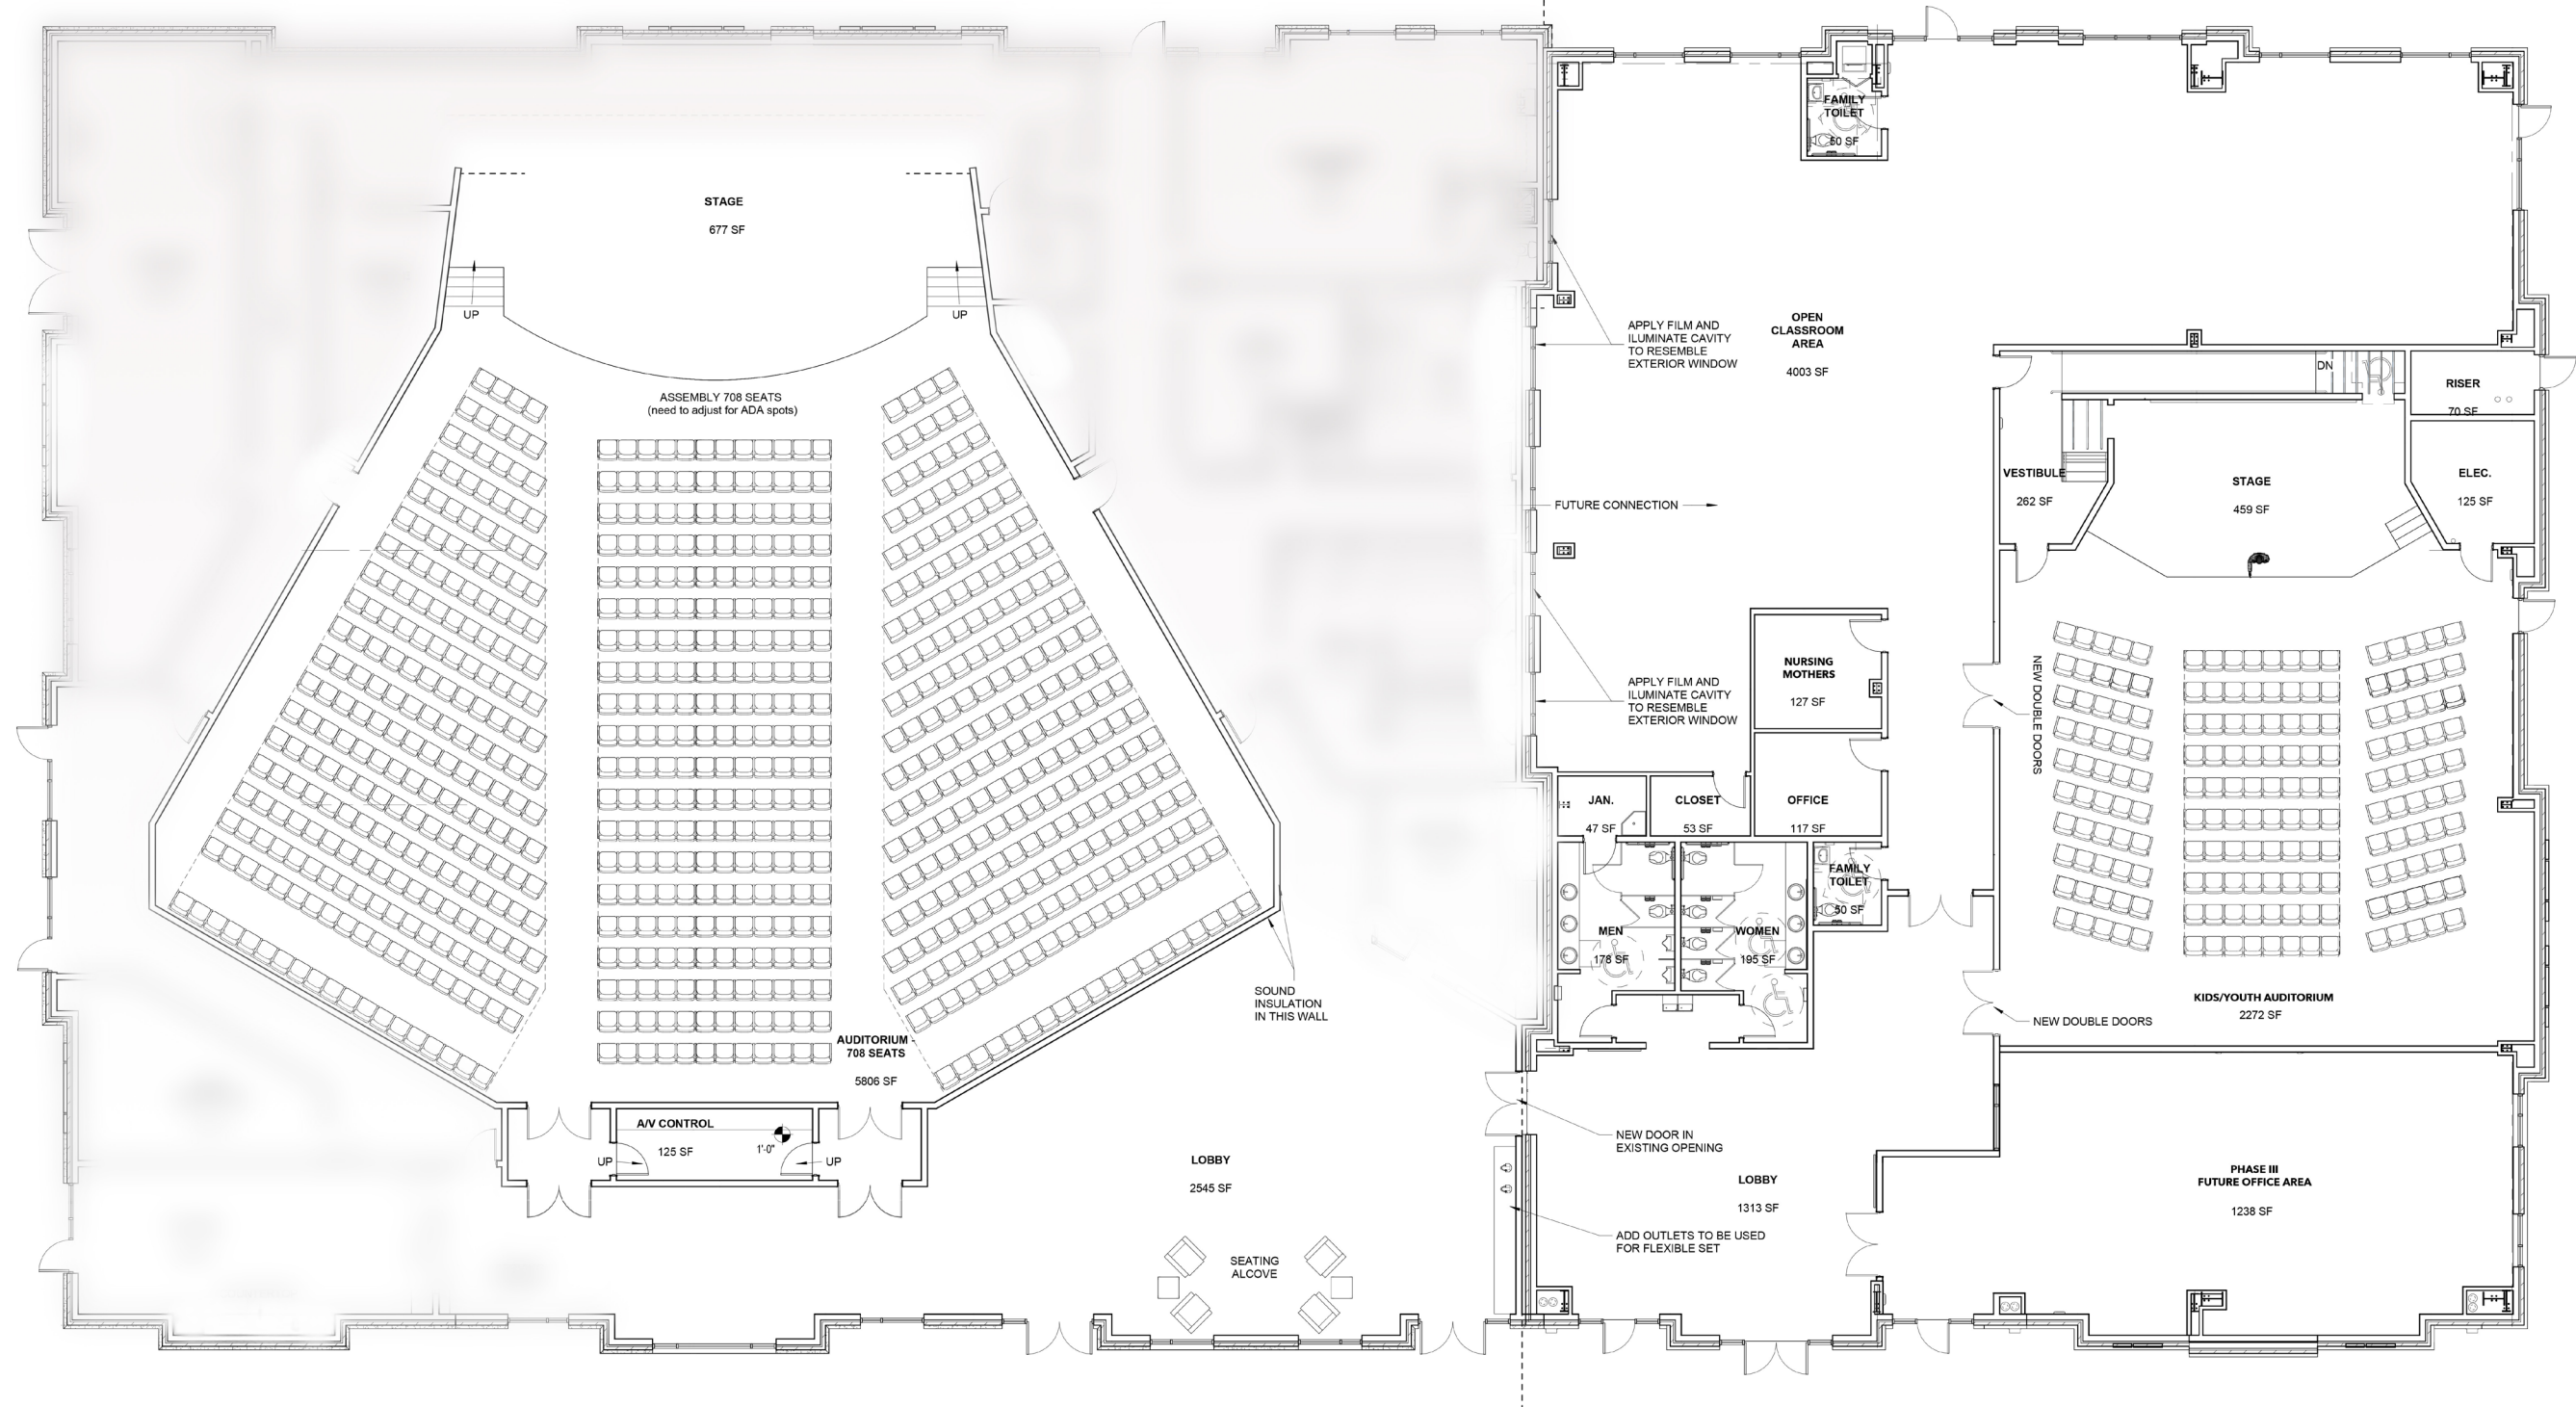 STAGE
677 SF
UP
UP
ASSEMBLY 708 SEATS
(need to adjust for ADA spots)
AUDITORIUM -
708 SEATS
5806 SF
A/V CONTROL
125 SF
1'-0"
UP
UP
SOUND
INSULATION
IN THIS WALL
LOBBY
2545 SF
SEATING
ALCOVE
FAMILY
TOILET
50 SF
OPEN
CLASSROOM
AREA
4003 SF
APPLY FILM AND
ILUMINATE CAVITY
TO RESEMBLE
EXTERIOR WINDOW
FUTURE CONNECTION
APPLY FILM AND
ILUMINATE CAVITY
TO RESEMBLE
EXTERIOR WINDOW
NURSING
MOTHERS
127 SF
JAN.
47 SF
CLOSET
53 SF
OFFICE
117 SF
FAMILY
TOILET
50 SF
MEN
178 SF
WOMEN
195 SF
DN
RISER
70 SF
VESTIBULE
262 SF
STAGE
459 SF
ELEC.
125 SF
NEW DOUBLE DOORS
KIDS/YOUTH AUDITORIUM
2272 SF
NEW DOUBLE DOORS
NEW DOOR IN
EXISTING OPENING
LOBBY
1313 SF
ADD OUTLETS TO BE USED
FOR FLEXIBLE SET
PHASE III
FUTURE OFFICE AREA
1238 SF